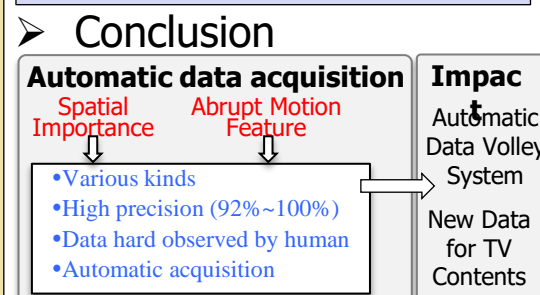 ➢ Conclusion
Automatic data acquisition
Spatial
Importance
Abrupt Motion
Feature
•Various kinds
•High precision (92%~100%)
•Data hard observed by human
•Automatic acquisition
Impac
t
Automatic
Data Volley
System
New Data
for TV
Contents